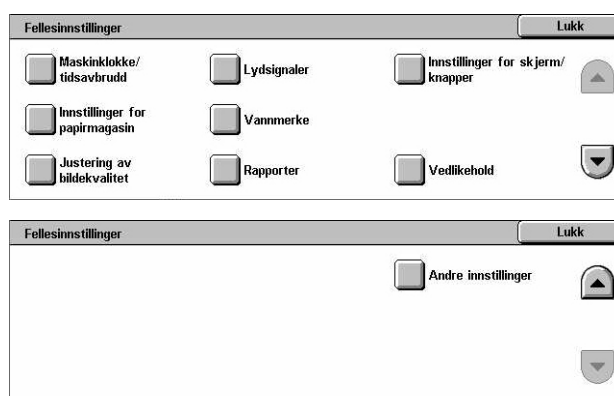 Fellesinnstillinger
Lukk
Maskinklokke/
tidsavbrudd
Lydsignaler
Innstillinger for skjerm/
knapper
Innstillinger for
papirmagasin
Vannmerke
Justering av
bildekvalitet
Rapporter
Vedlikehold
Fellesinnstillinger
Lukk
Andre innstillinger